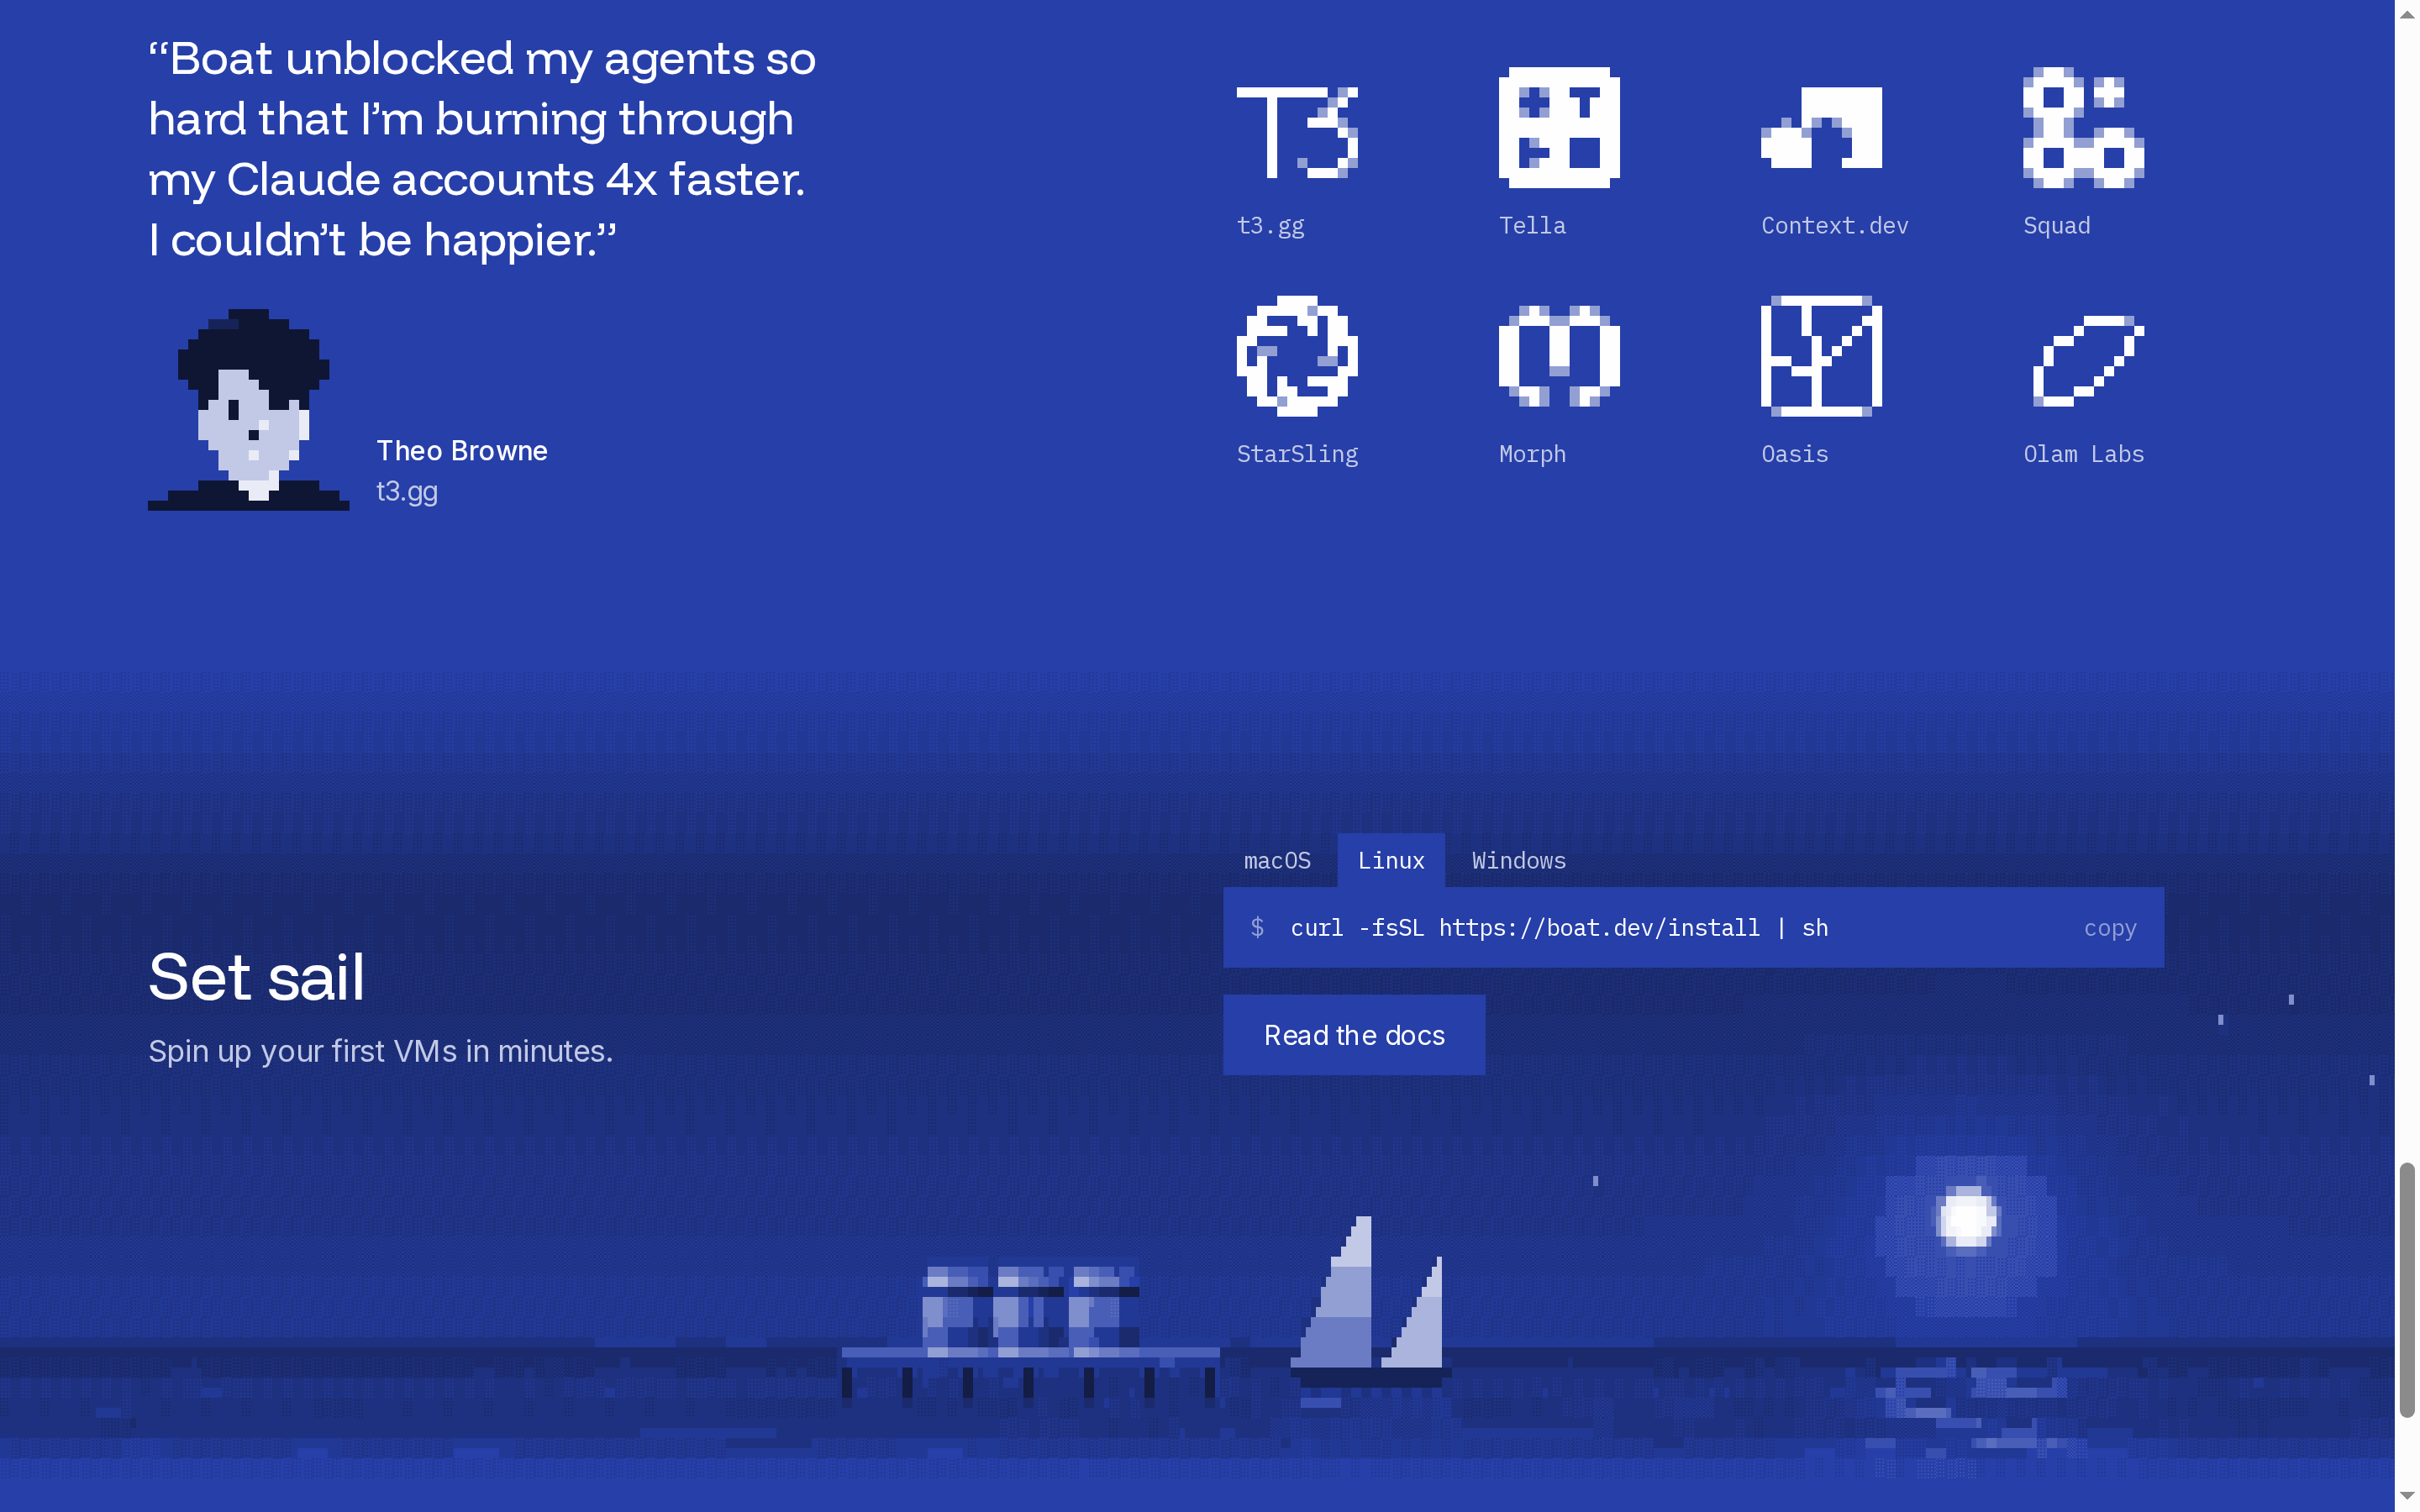 “Boat unblocked my agents so
hard that I’m burning through
my Claude accounts 4x faster.
I couldn’t be happier.”
Theo Browne
t3.gg
T3
t3.gg
Tella
Context.dev
Squad
StarSling
Morph
Oasis
Olam Labs
Set sail
Spin up your first VMs in minutes.
macOS
Linux
Windows
$ curl -fsSL https://boat.dev/install | sh
copy
Read the docs